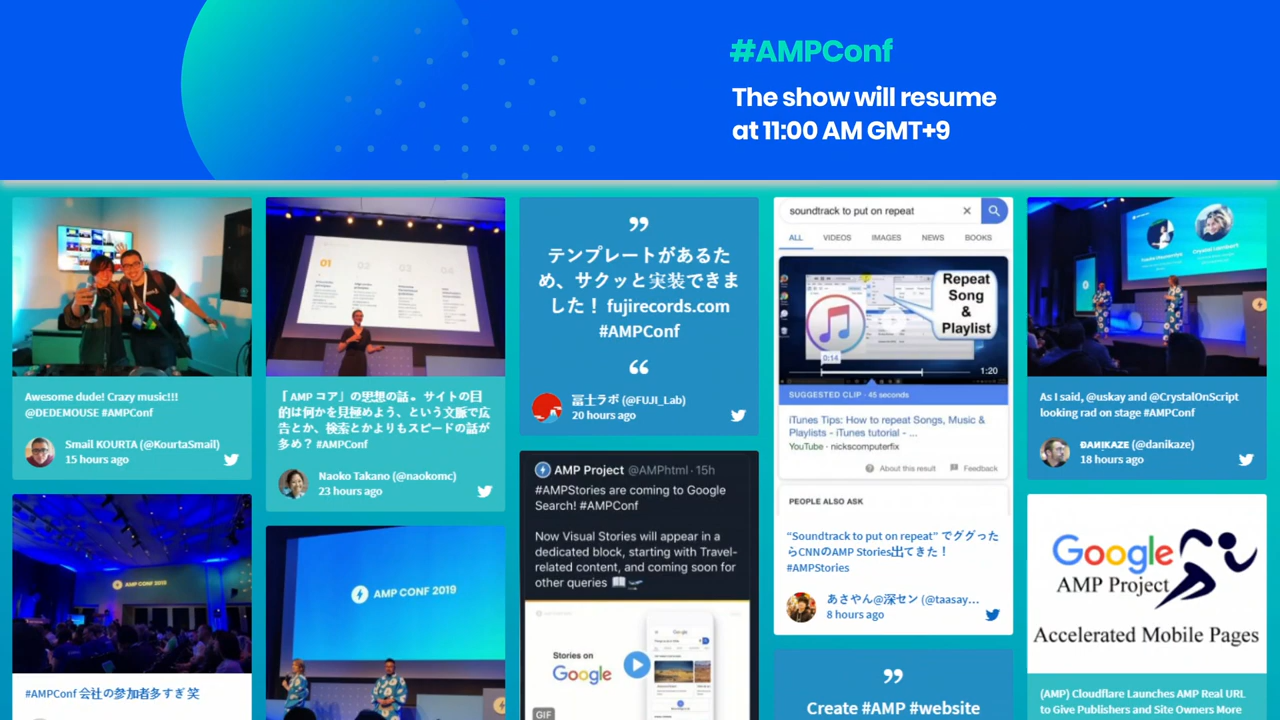 #AMPConf
The show will resume
at 11:00 AM GMT+9
Awesome dude! Crazy music!!!
@DEDEMOUSE #AMPConf
Smail KOURTA (@KourtaSmail)
15 hours ago
AMP CONF 2019
#AMPConf 会社の参加者多すぎ 笑
01
02
03
04
「AMP コア」の思想の話。サイトの目
的は何かを見極めよう、という文脈で広
告とか、検索とかよりもスピードの話が
多め？ #AMPConf
Naoko Takano (@naokomc)
23 hours ago
AMP CONF 2019
”
テンプレートがあるた
め、サクッと実装できま
した！ fujirecords.com
#AMPConf
“
冨士ラボ (@FUJI_Lab)
20 hours ago
AMP Project @AMPhtml · 15h
#AMPStories are coming to Google
Search! #AMPConf
Now Visual Stories will appear in a
dedicated block, starting with Travel-
related content, and coming soon for
other queries
Stories on
Google
Google
GIF
soundtrack to put on repeat
ALL VIDEOS IMAGES NEWS BOOKS
Repeat
Song
&
Playlist
0:14
1:20
SUGGESTED CLIP · 45 seconds
iTunes Tips: How to repeat Songs, Music &
Playlists - iTunes tutorial - ...
YouTube · nickscomputerfix
About this result Feedback
PEOPLE ALSO ASK
“Soundtrack to put on repeat” でググった
らCNNのAMP Stories出てきた！
#AMPStories
あさやん@深セン (@taasay...
8 hours ago
”
Create #AMP #website
Crystal Lambert
As I said, @uskay and @CrystalOnScript
looking rad on stage #AMPConf
ĐANIKAZE (@danikaze)
18 hours ago
Google
AMP Project
Accelerated Mobile Pages
(AMP) Cloudflare Launches AMP Real URL
to Give Publishers and Site Owners More